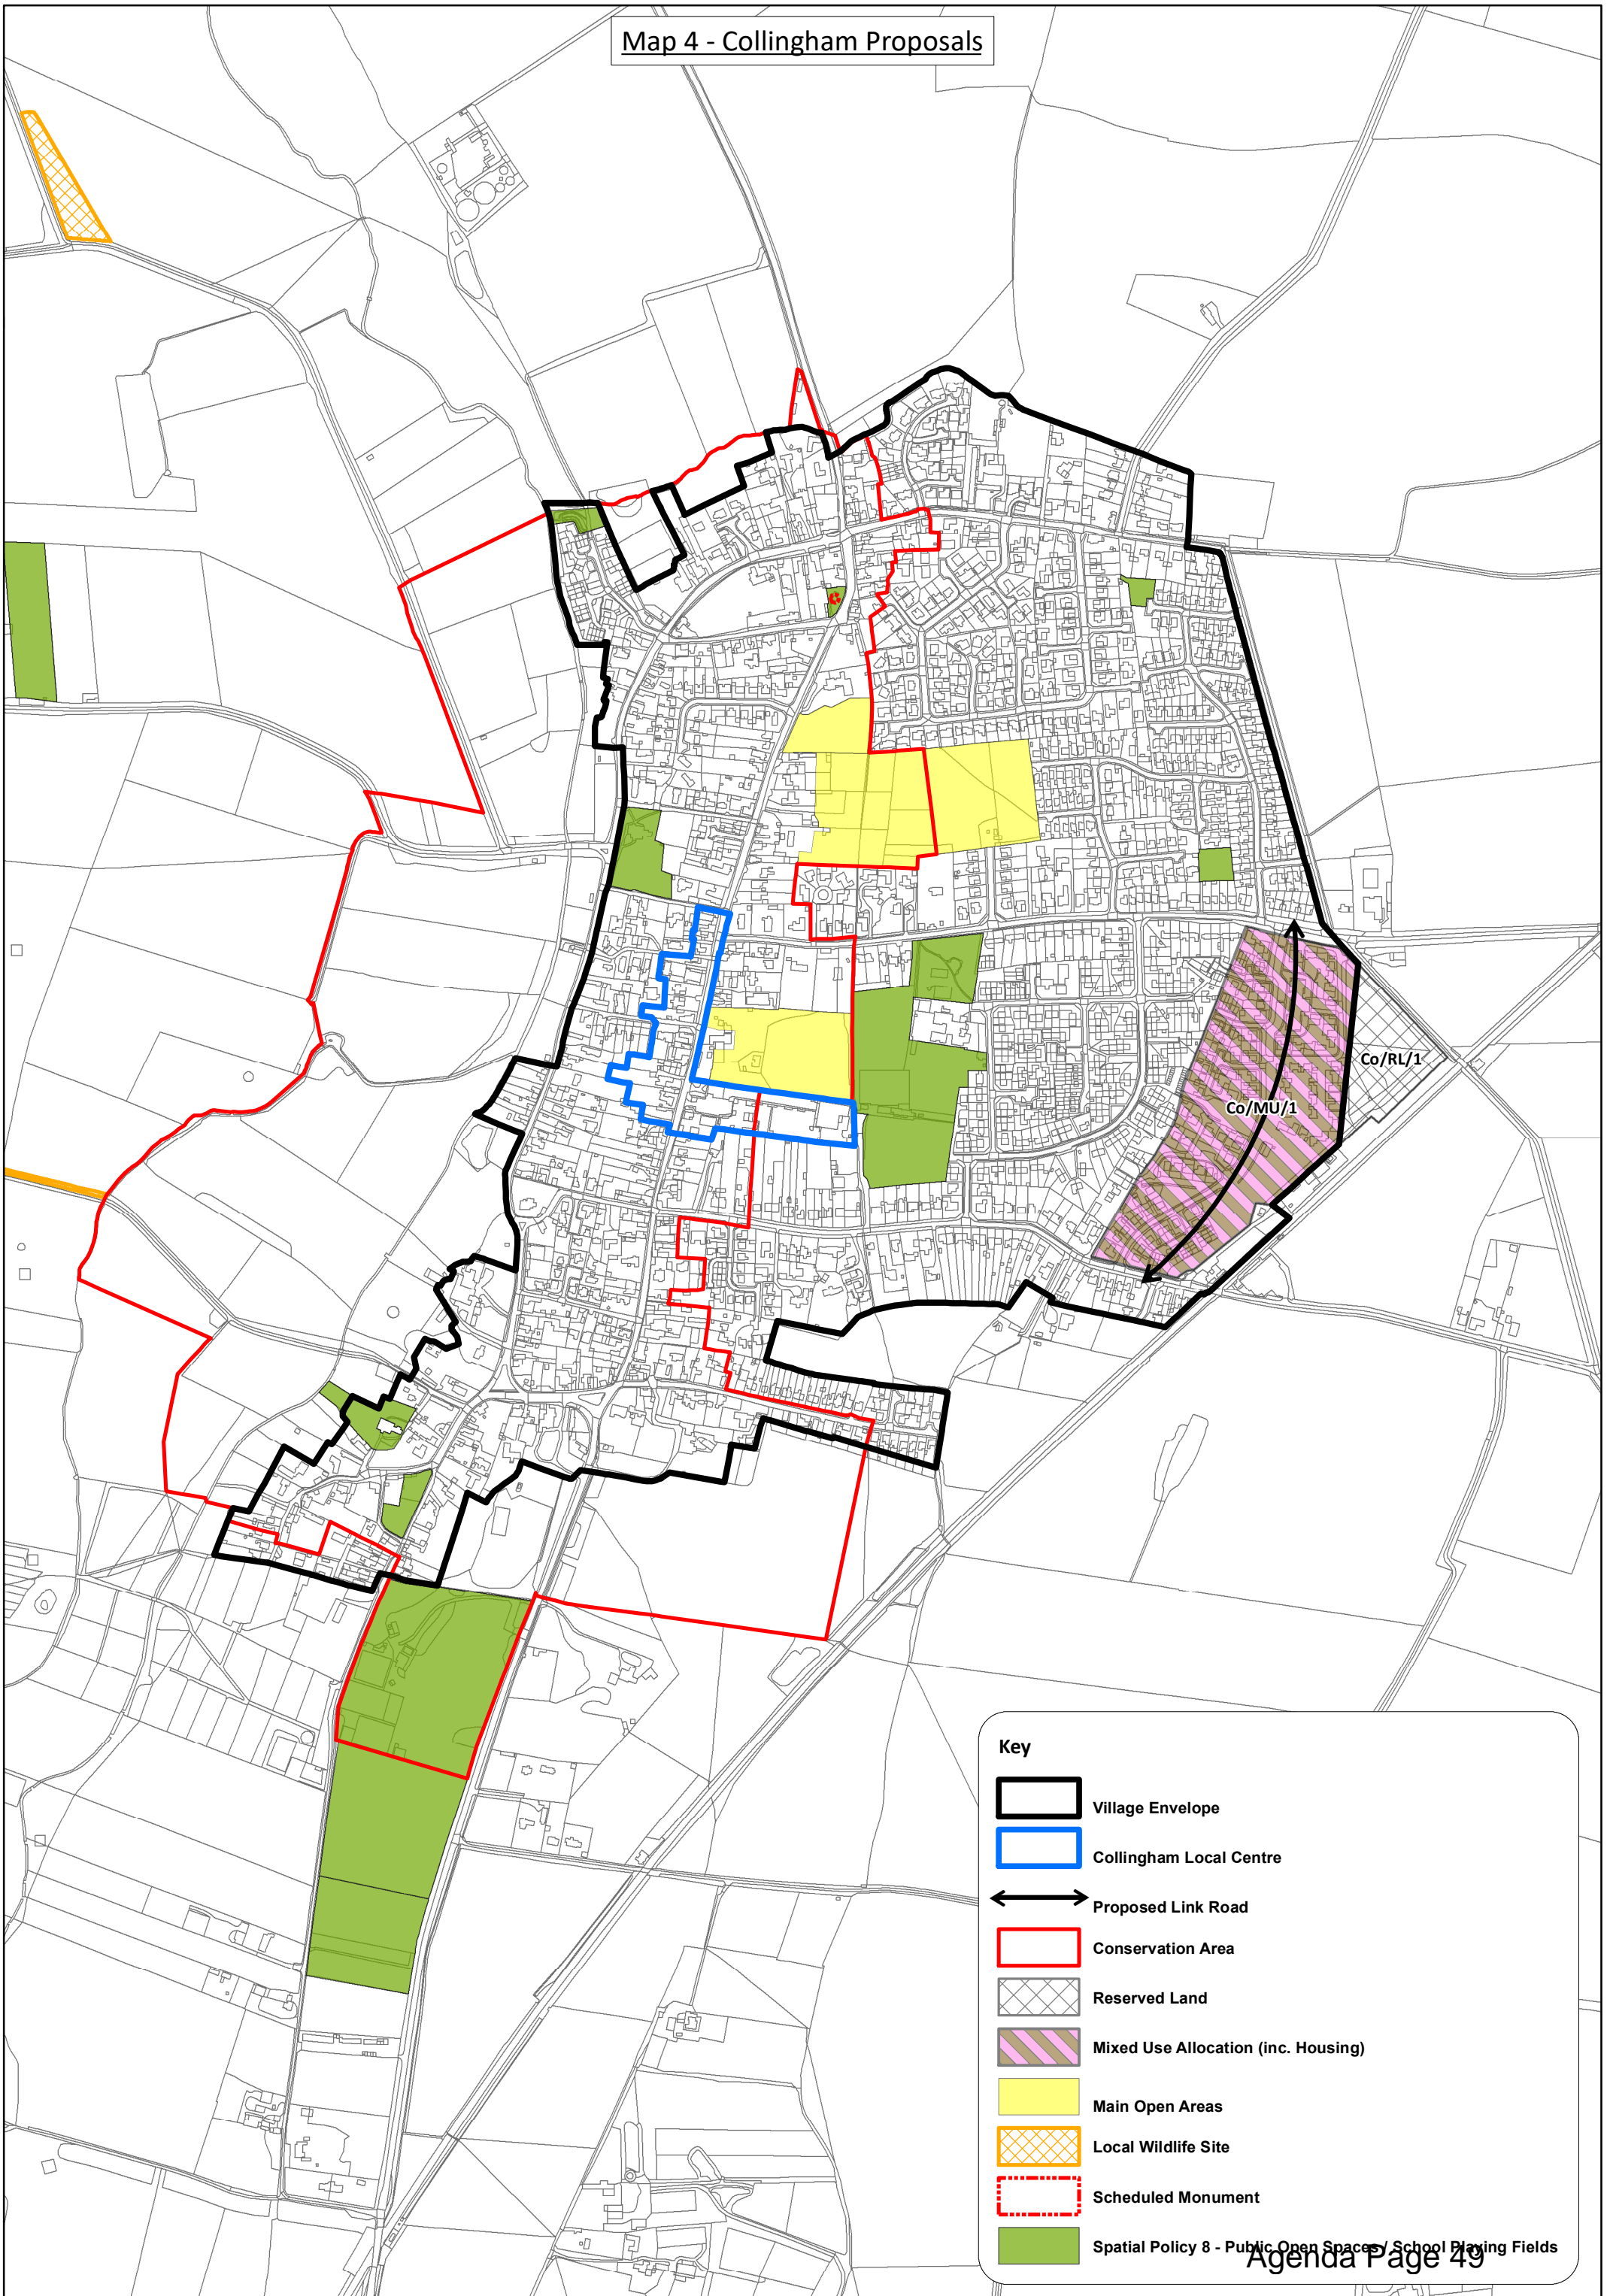 Map 4 - Collingham Proposals
Co/RL/1
Co/MU/1
Key
Village Envelope
Collingham Local Centre
Proposed Link Road
Conservation Area
Reserved Land
Mixed Use Allocation (inc. Housing)
Main Open Areas
Local Wildlife Site
Scheduled Monument
Spatial Policy 8 - Public Open Spaces / School Playing Fields
Agenda Page 49